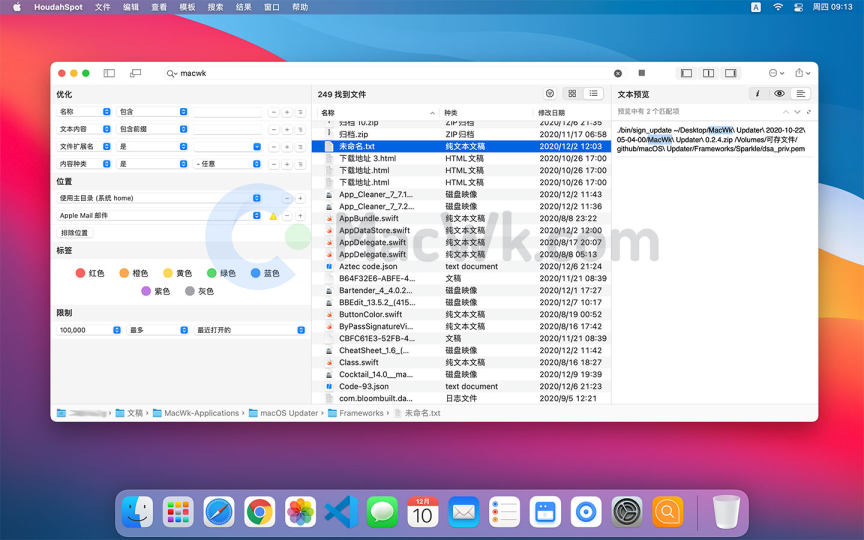 HoudahSpot 文件 编辑 查看 模板 搜索 结果 窗口 帮助 A 周四 09:13
macwk
优化
名称 包含
文本内容 包含前缀
文件扩展名 是
内容种类 是 - 任意
位置
使用主目录 (系统 home)
Apple Mail 邮件
排除位置
标签
红色 橙色 黄色 绿色 蓝色
紫色 灰色
限制
100,000 最多 最近打开的
249 找到文件
名称 种类 修改日期
归档 10.zip ZIP归档 2020/12/6 21:35
归档.zip ZIP归档 2020/11/17 06:58
未命名.txt 纯文本文稿 2020/12/2 12:03
下载地址 3.html HTML文稿 2020/10/26 17:00
下载地址.html HTML文稿 2020/10/26 17:00
下载地址.html HTML文稿 2020/10/26 17:00
App_Cleaner_7_7.1... 磁盘映像 2020/12/2 11:43
App_Cleaner_7_7.2... 磁盘映像 2020/12/7 11:36
AppBundle.swift 纯文本文稿 2020/8/8 23:22
AppDataStore.swift 纯文本文稿 2020/12/2 12:00
AppDelegate.swift 纯文本文稿 2020/8/17 20:07
AppDelegate.swift 纯文本文稿 2020/8/8 05:13
Aztec code.json text document 2020/12/6 21:24
B64F32E6-ABFE-4... 文稿 2020/11/21 08:39
Bartender_4_4.0.2... 磁盘映像 2020/12/1 17:27
BBEdit_13.5.2_(415... 磁盘映像 2020/12/7 10:17
ButtonColor.swift 纯文本文稿 2020/8/19 00:52
ByPassSignatureVi... 纯文本文稿 2020/8/16 17:42
CBFC61E3-52FB-4... 文稿 2020/11/21 08:39
CheatSheet_1.6_(... 磁盘映像 2020/12/2 11:42
Class.swift 纯文本文稿 2020/8/16 18:27
Cocktail_14.0__ma... 磁盘映像 2020/12/9 19:39
Code-93.json text document 2020/12/6 21:23
com.bloombuilt.da... 日志文件 2020/9/5 12:21
文本预览
预览中有 2 个匹配项
./bin/sign_update ~/Desktop/MacWk\ Updater\ 2020-10-22\
05-04-00/MacWk\ Updater\ 0.2.4.zip /Volumes/可存文件/
github/macOS\ Updater/Frameworks/Sparkle/dsa_priv.pem
MacWk.com
文稿 › MacWk-Applications › macOS Updater › Frameworks › 未命名.txt
12月
10